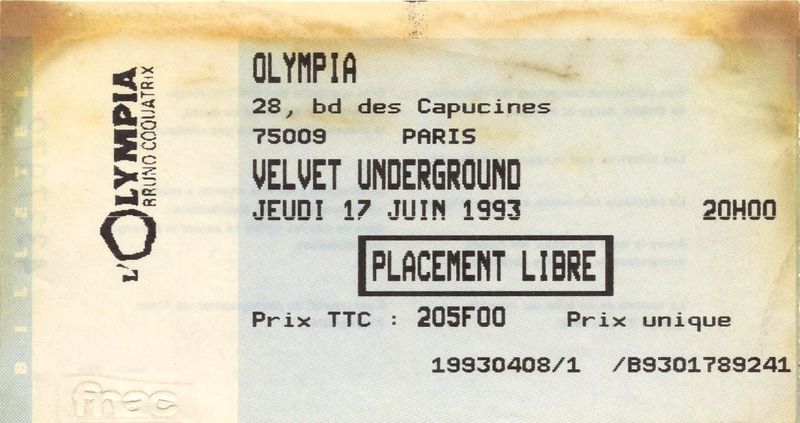 L'OLYMPIA
BRUNO COQUATRIX
OLYMPIA
28, bd des Capucines
75009 PARIS
VELVET UNDERGROUND
JEUDI 17 JUIN 1993 20H00
PLACEMENT LIBRE
Prix TTC : 205F00 Prix unique
19930408/1 /B9301789241
fnac